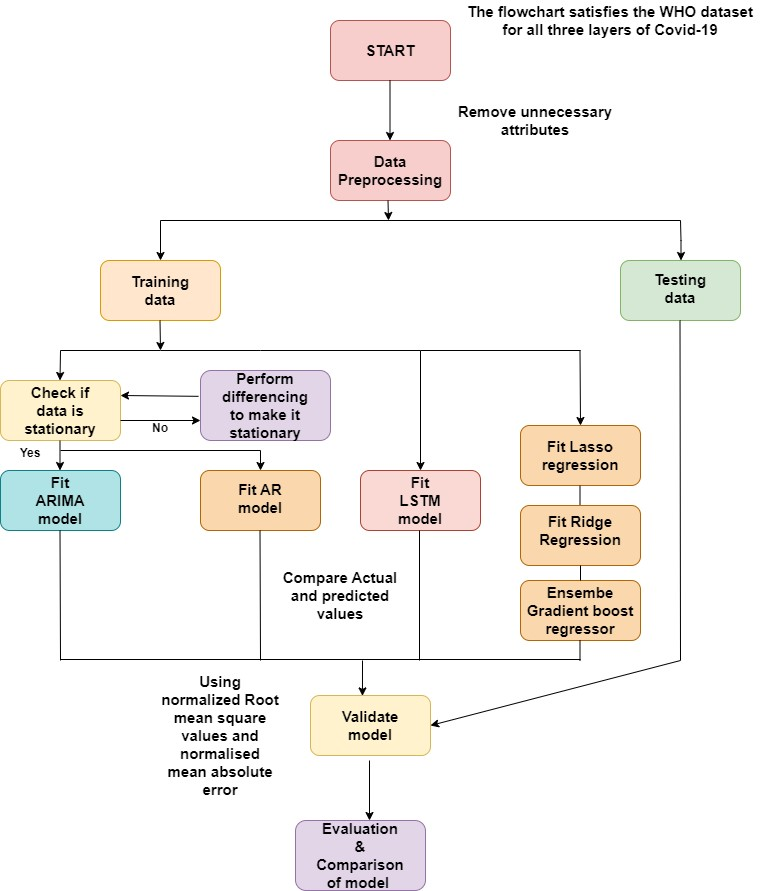 The flowchart satisfies the WHO dataset
for all three layers of Covid-19
START
Remove unnecessary
attributes
Data
Preprocessing
Training
data
Testing
data
Check if
data is
stationary
Perform
differencing
to make it
stationary
No
Yes
Fit
ARIMA
model
Fit AR
model
Fit
LSTM
model
Fit Lasso
regression
Fit Ridge
Regression
Ensembe
Gradient boost
regressor
Compare Actual
and predicted
values
Using
normalized Root
mean square
values and
normalised
mean absolute
error
Validate
model
Evaluation
&
Comparison
of model